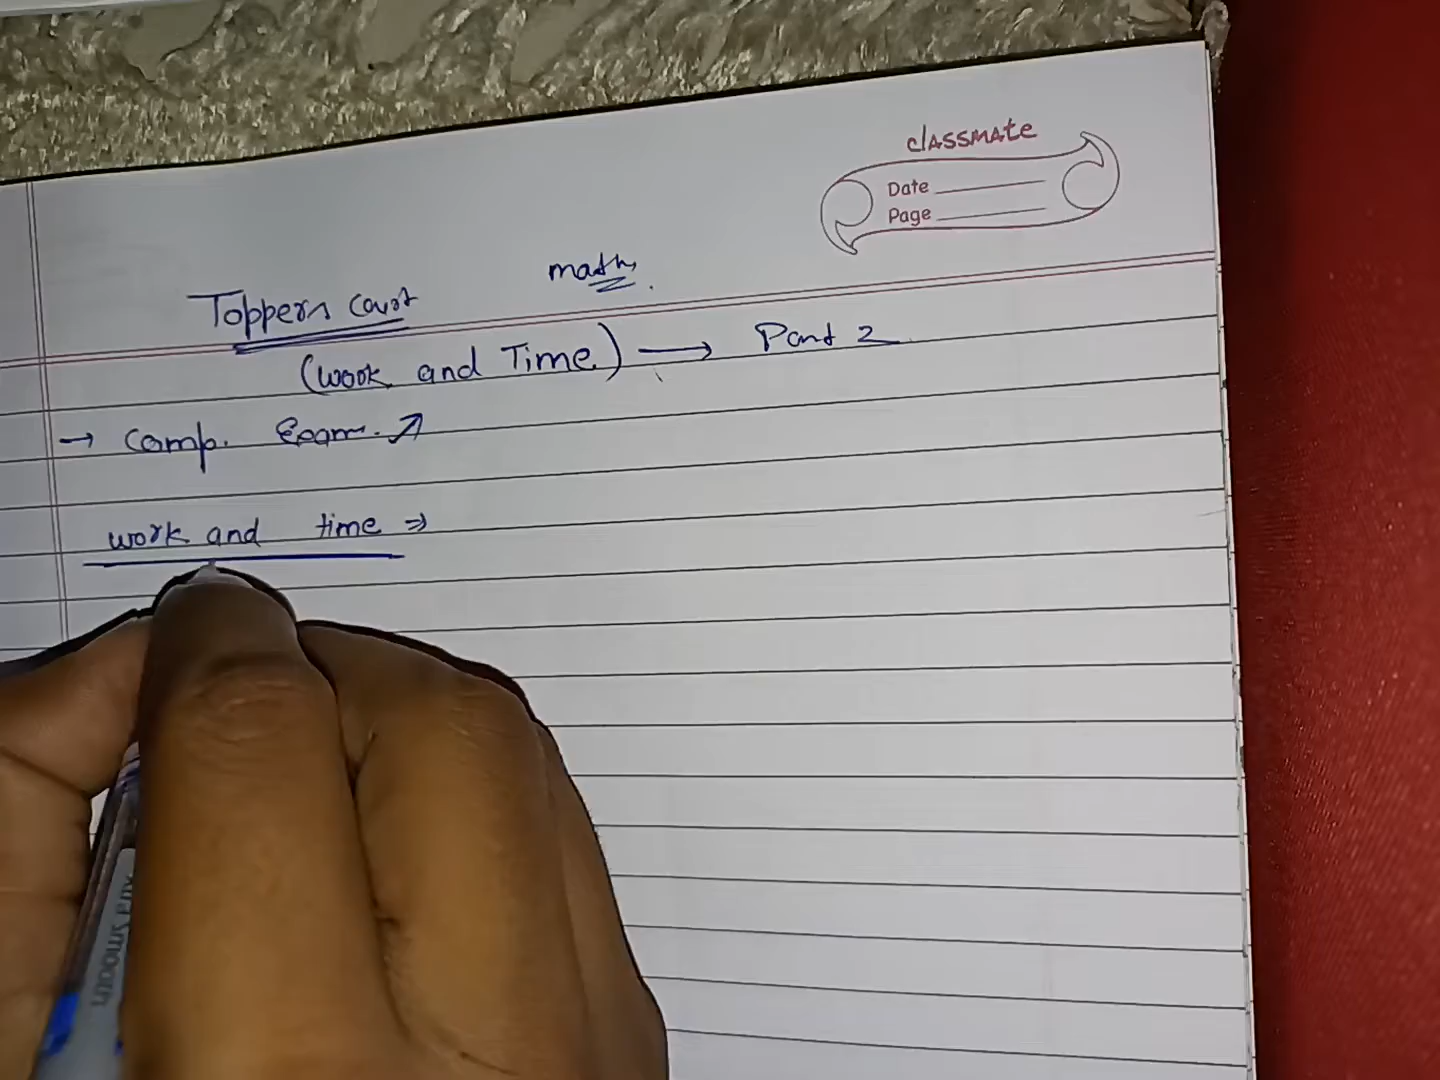 classmate
Date
Page
maths
Toppers Court
(Work and Time) → Part 2
→ Comp. Exam. ↗
work and time ⇒